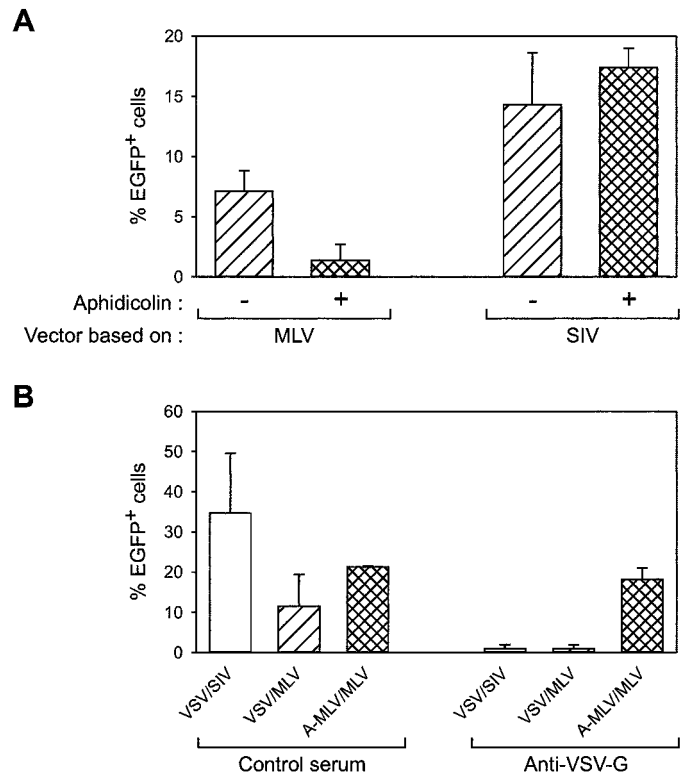 A
% EGFP+ cells
20
15
10
5
0
Aphidicolin : - + - +
Vector based on : MLV SIV
B
% EGFP+ cells
60
50
40
30
20
10
0
VSV/SIV VSV/MLV A-MLV/MLV VSV/SIV VSV/MLV A-MLV/MLV
Control serum Anti-VSV-G